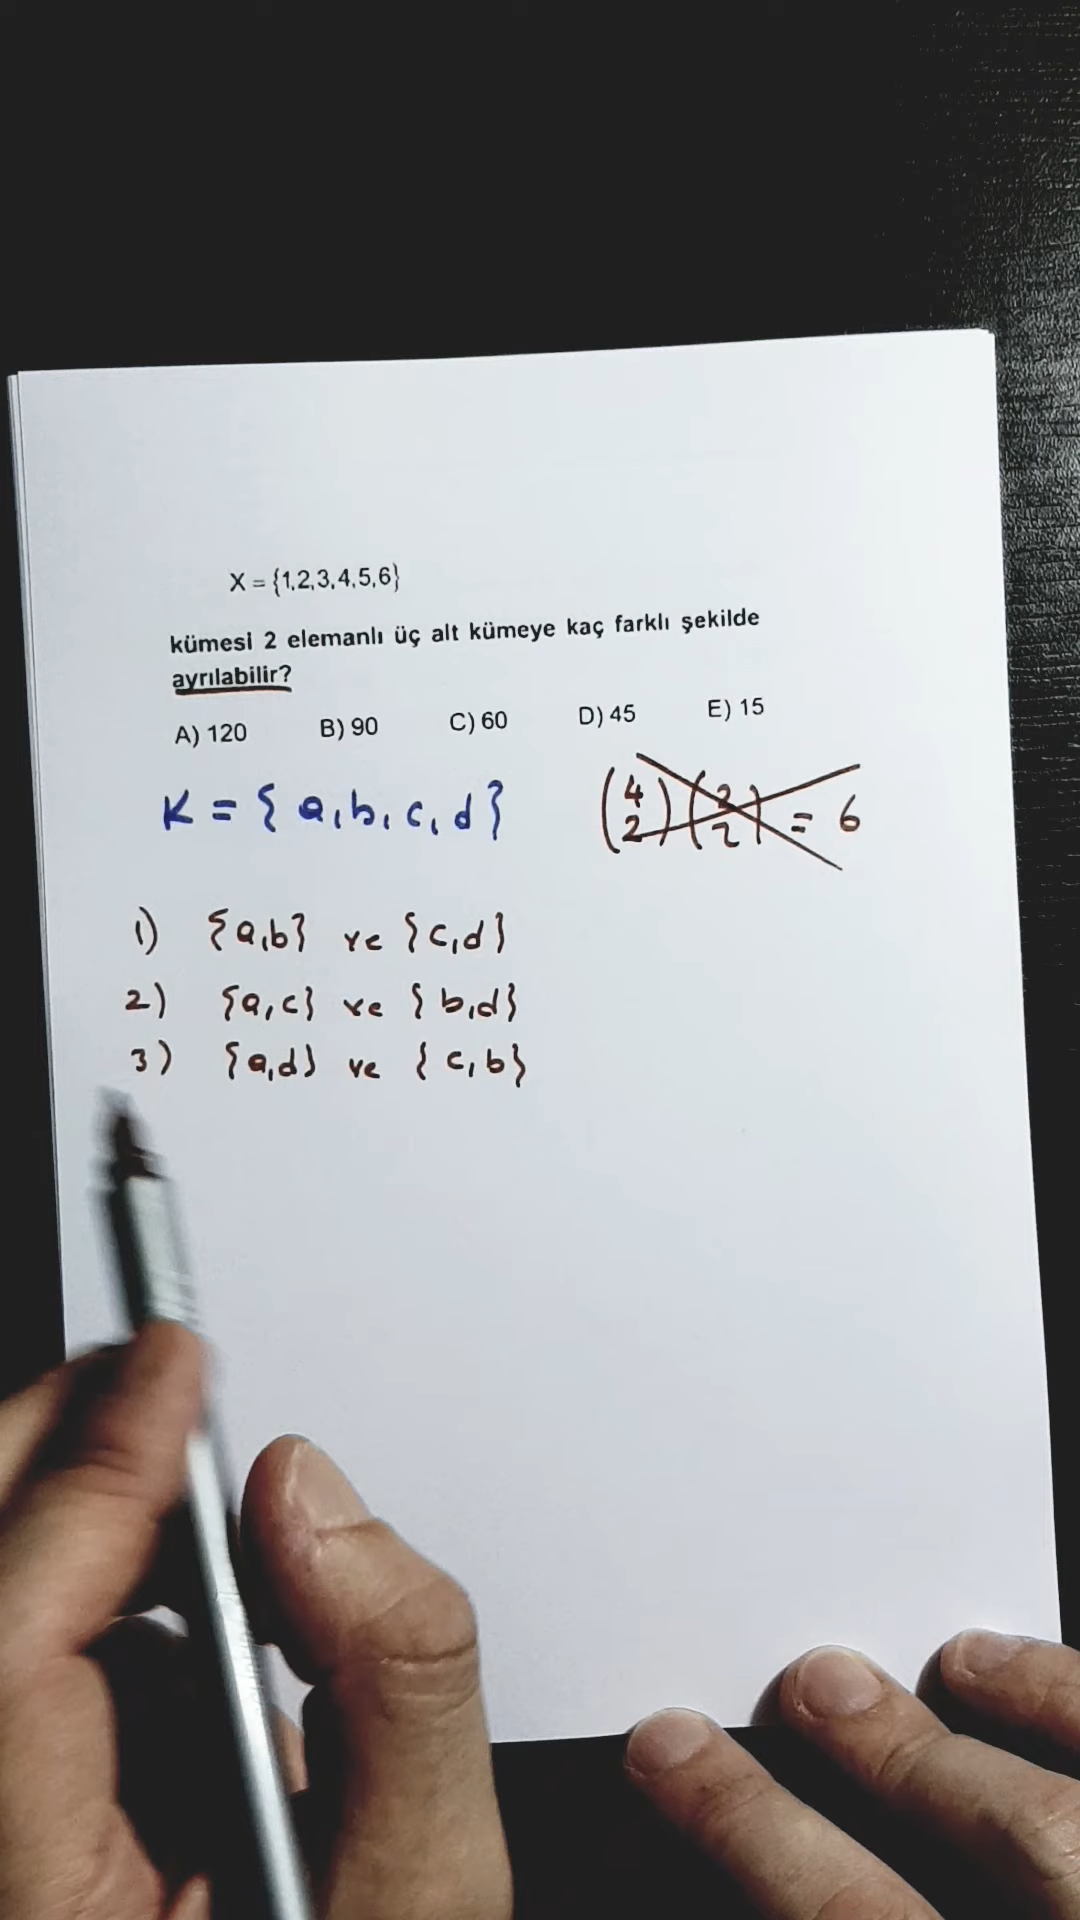 X = {1,2,3,4,5,6}
kümesi 2 elemanlı üç alt kümeye kaç farklı şekilde
ayrılabilir?
A) 120 B) 90 C) 60 D) 45 E) 15
K = { a, b, c, d } (4 2) (2 2) = 6
1) {a,b} ve {c,d}
2) {a,c} ve {b,d}
3) {a,d} ve {c,b}